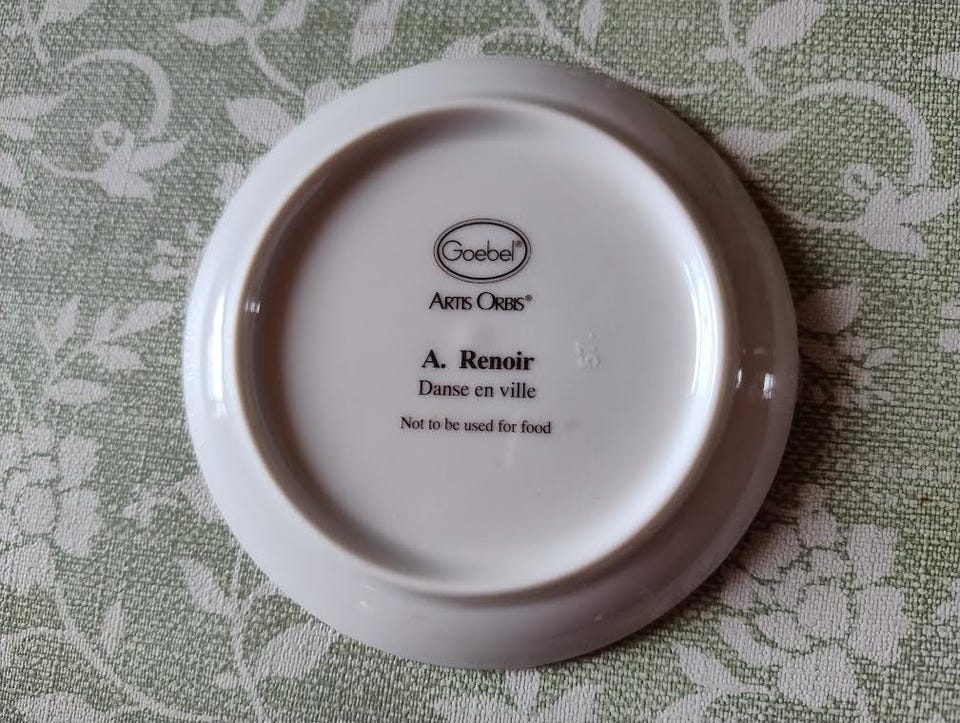 Goebel®
ARTIS ORBIS®
A. Renoir
Danse en ville
Not to be used for food